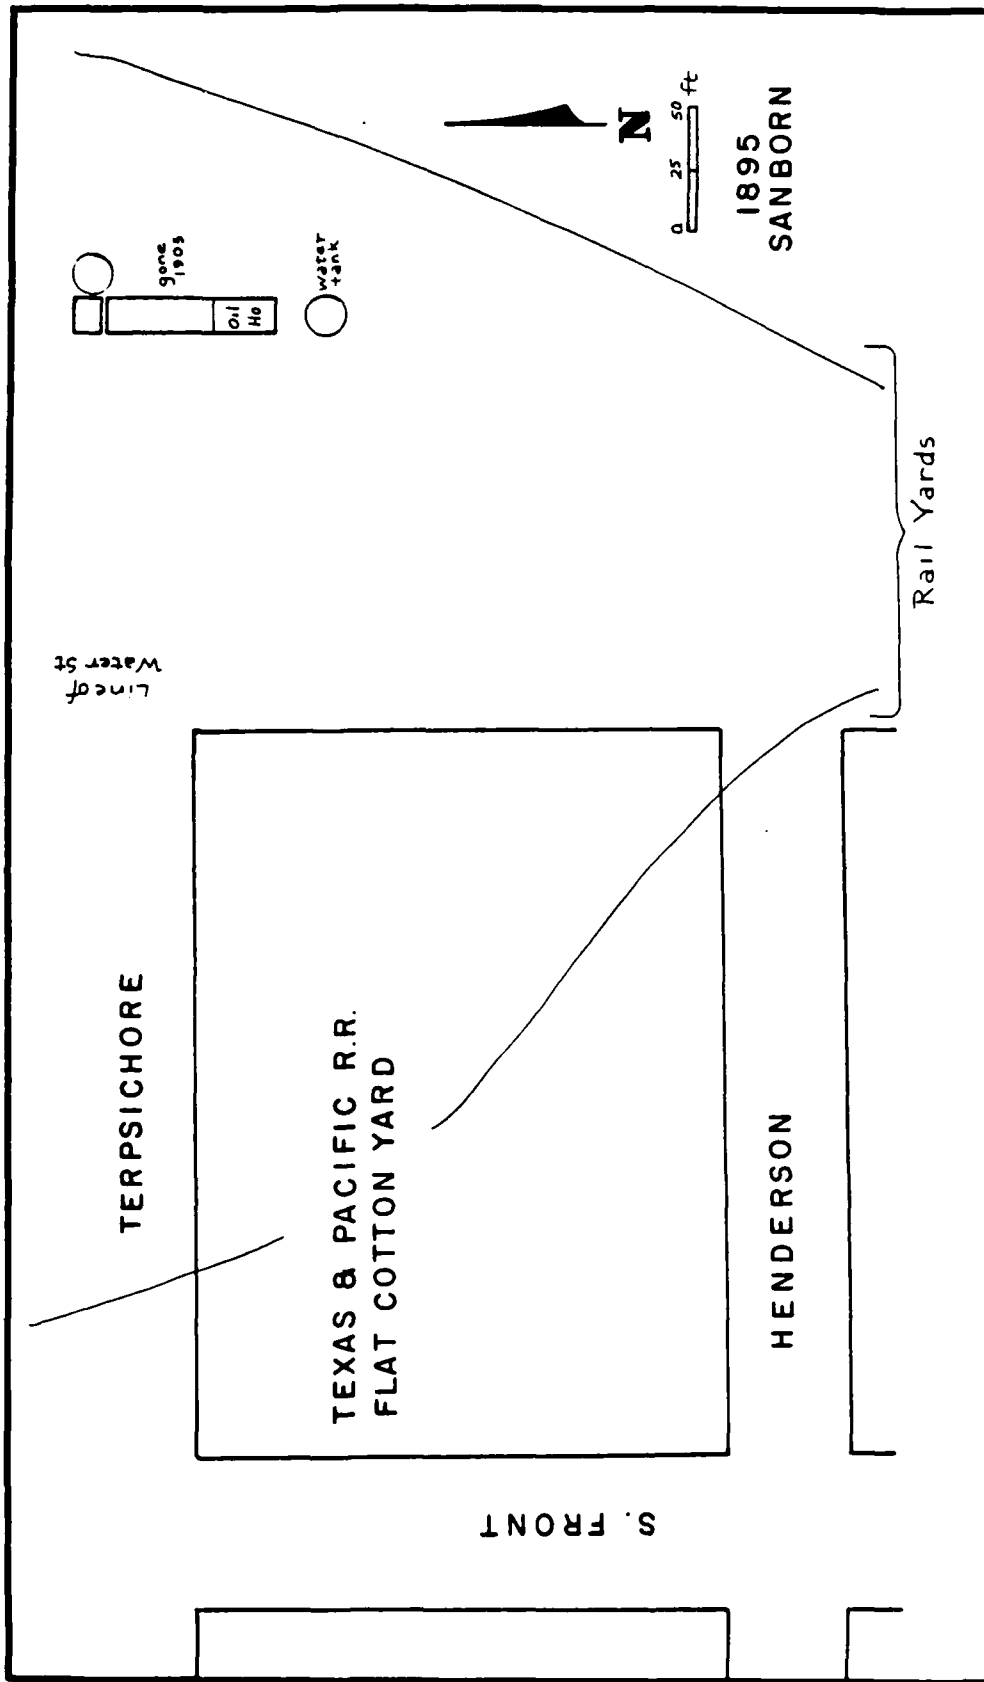 TERPSICHORE
Line of
Water St
gone
1903
Oil
Ho
water
tank
TEXAS & PACIFIC R.R.
FLAT COTTON YARD
S. FRONT
HENDERSON
Rail Yards
N
0 25 50 ft
1895
SANBORN